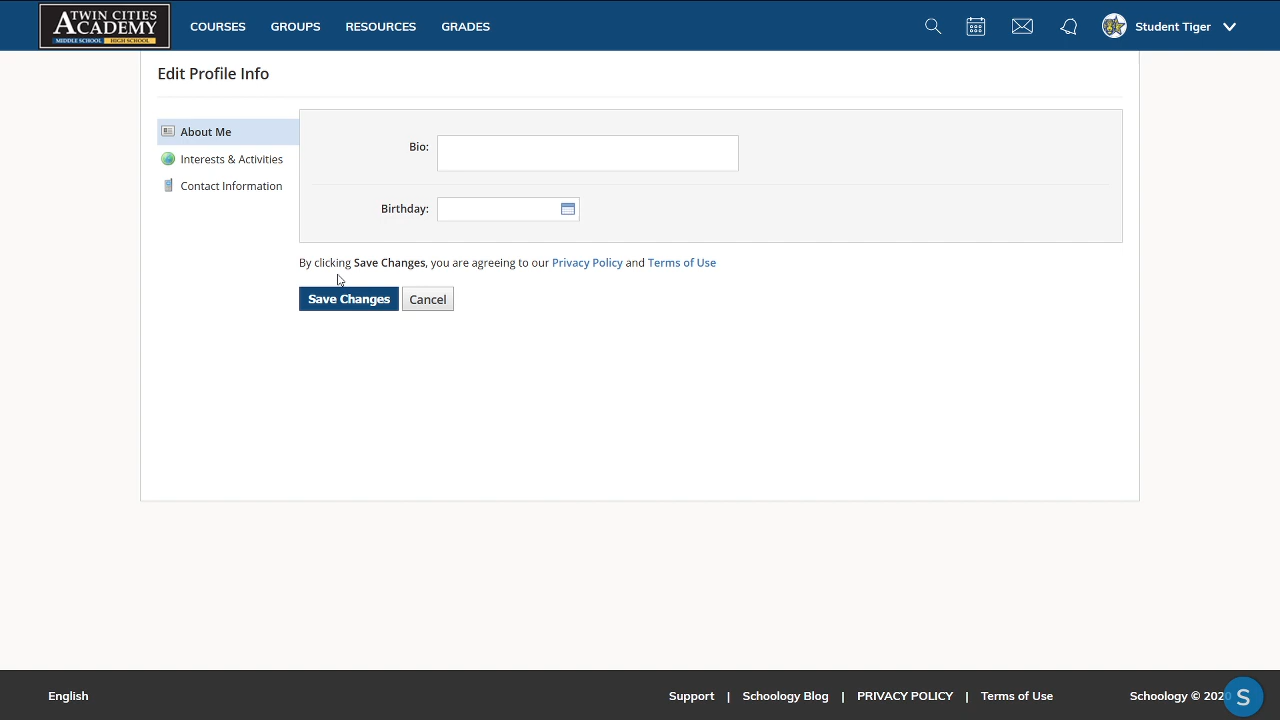 TWIN CITIES
ACADEMY
MIDDLE SCHOOL HIGH SCHOOL
COURSES GROUPS RESOURCES GRADES Student Tiger
Edit Profile Info
About Me
Interests & Activities
Contact Information
Bio:
Birthday:
By clicking Save Changes, you are agreeing to our Privacy Policy and Terms of Use
Save Changes Cancel
English Support | Schoology Blog | PRIVACY POLICY | Terms of Use Schoology © 2020 S